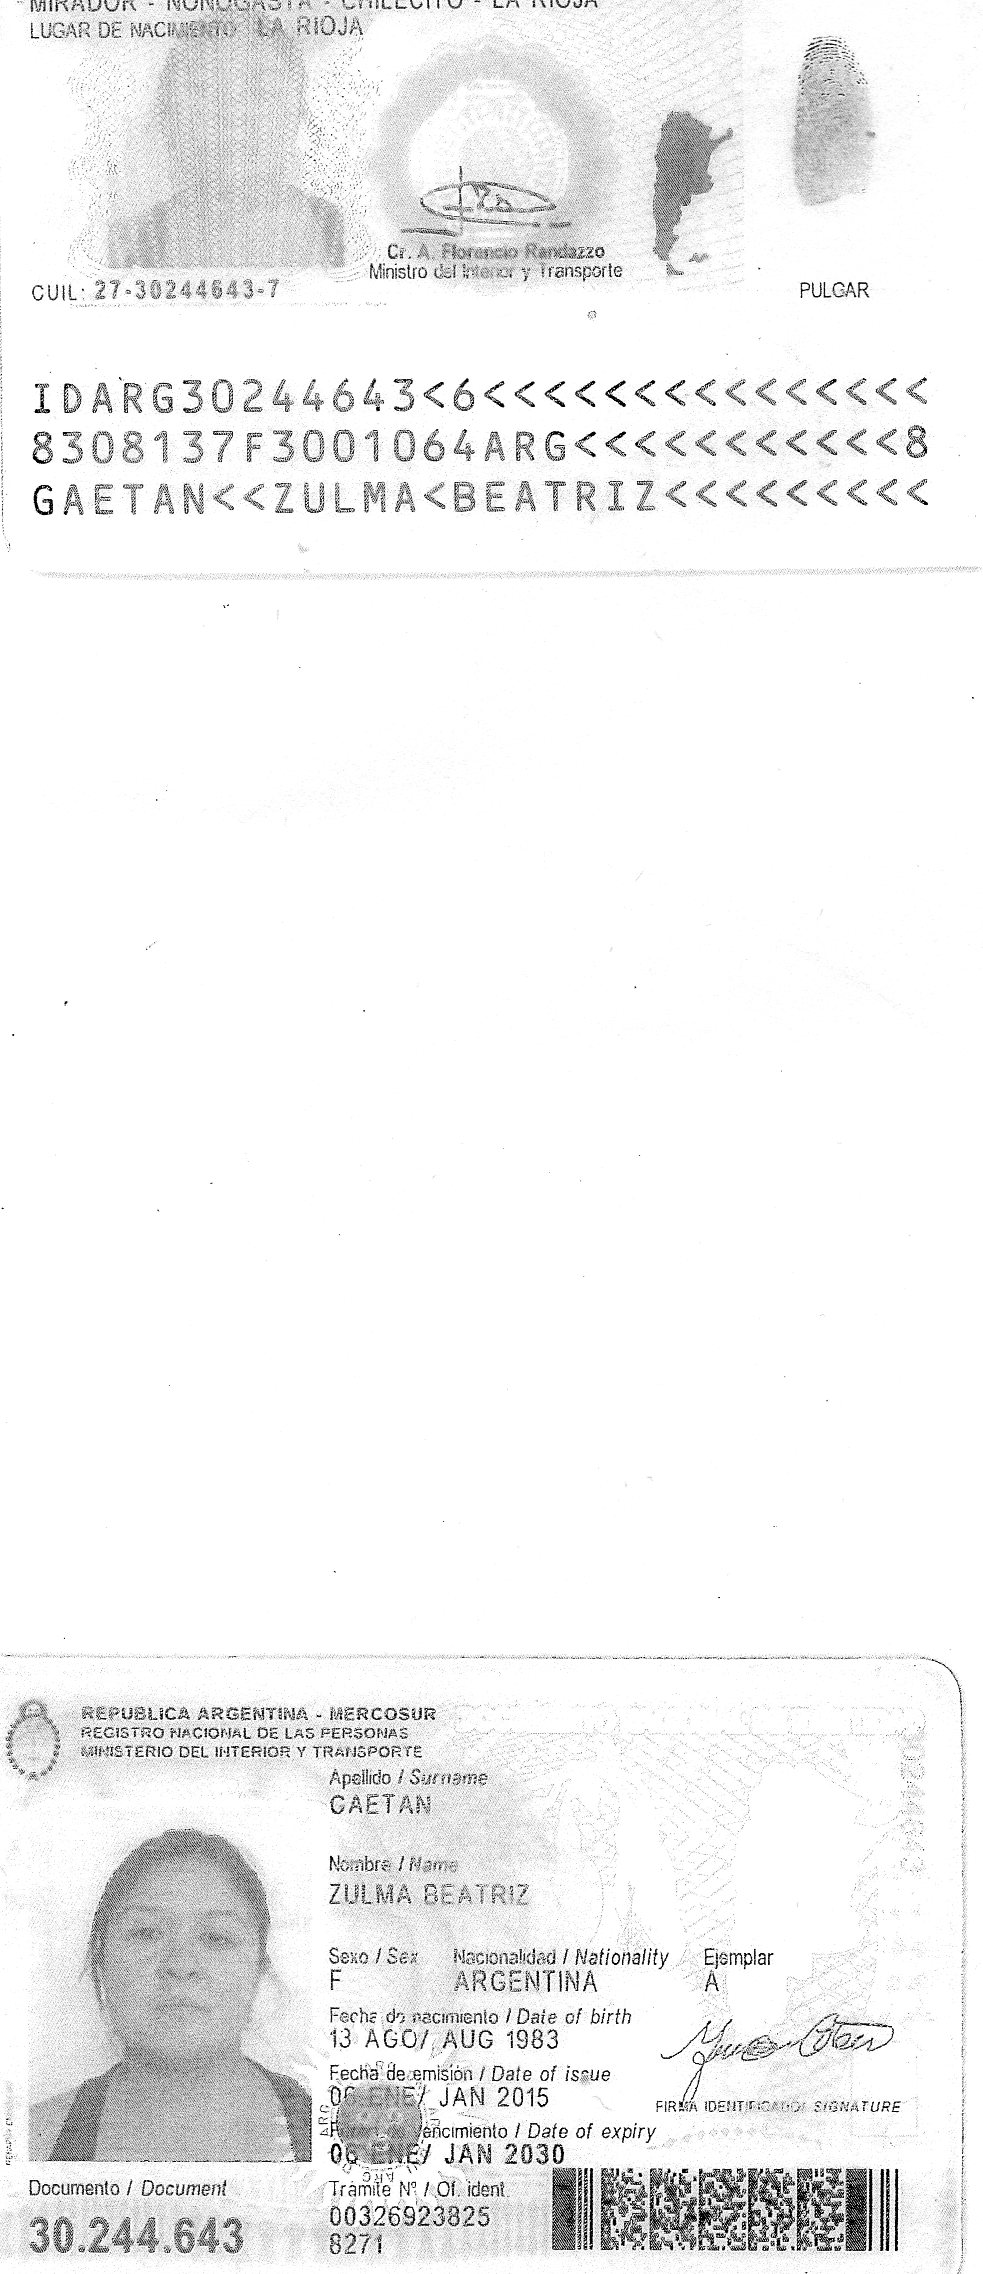 MIRADOR - NONOGASTA - CHILECITO - LA RIOJA
LUGAR DE NACIMIENTO LA RIOJA
Cr. A. Florencio Randazzo
Ministro del Interior y Transporte
CUIL: 27-30244643-7
PULGAR
IDARG30244643<6<<<<<<<<<<<<<<<
8308137F3001064ARG<<<<<<<<<<<8
GAETAN<<ZULMA<BEATRIZ<<<<<<<<<
REPUBLICA ARGENTINA - MERCOSUR
REGISTRO NACIONAL DE LAS PERSONAS
MINISTERIO DEL INTERIOR Y TRANSPORTE
Apellido / Surname
GAETAN
Nombre / Name
ZULMA BEATRIZ
Sexo / Sex Nacionalidad / Nationality Ejemplar
F ARGENTINA A
Fecha de nacimiento / Date of birth
13 AGO/ AUG 1983
Fecha de emisión / Date of issue
06 ENE/ JAN 2015
FIRMA IDENTIFICADO/ SIGNATURE
Fecha de vencimiento / Date of expiry
06 ENE/ JAN 2030
Documento / Document
30.244.643
Trámite Nº / Of. ident.
00326923825
8271